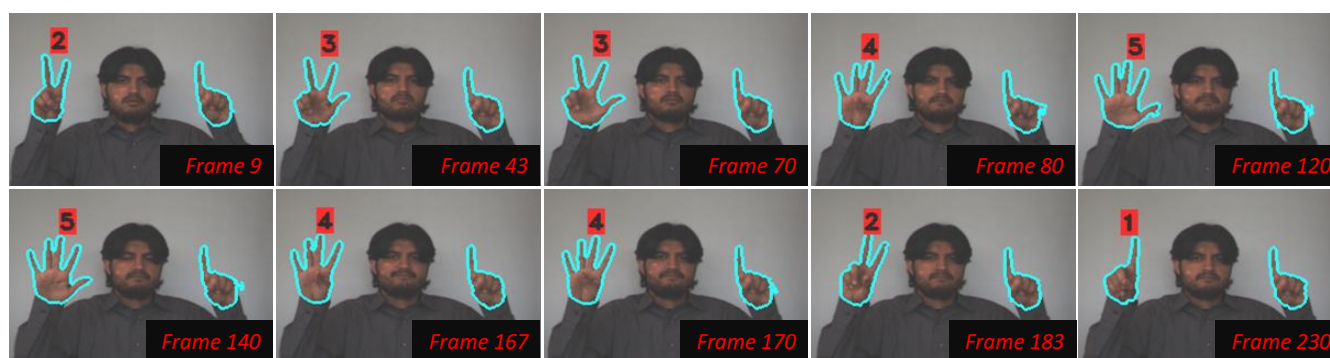 2
3
3
4
5
Frame 9
Frame 43
Frame 70
Frame 80
Frame 120
5
4
4
2
1
Frame 140
Frame 167
Frame 170
Frame 183
Frame 230